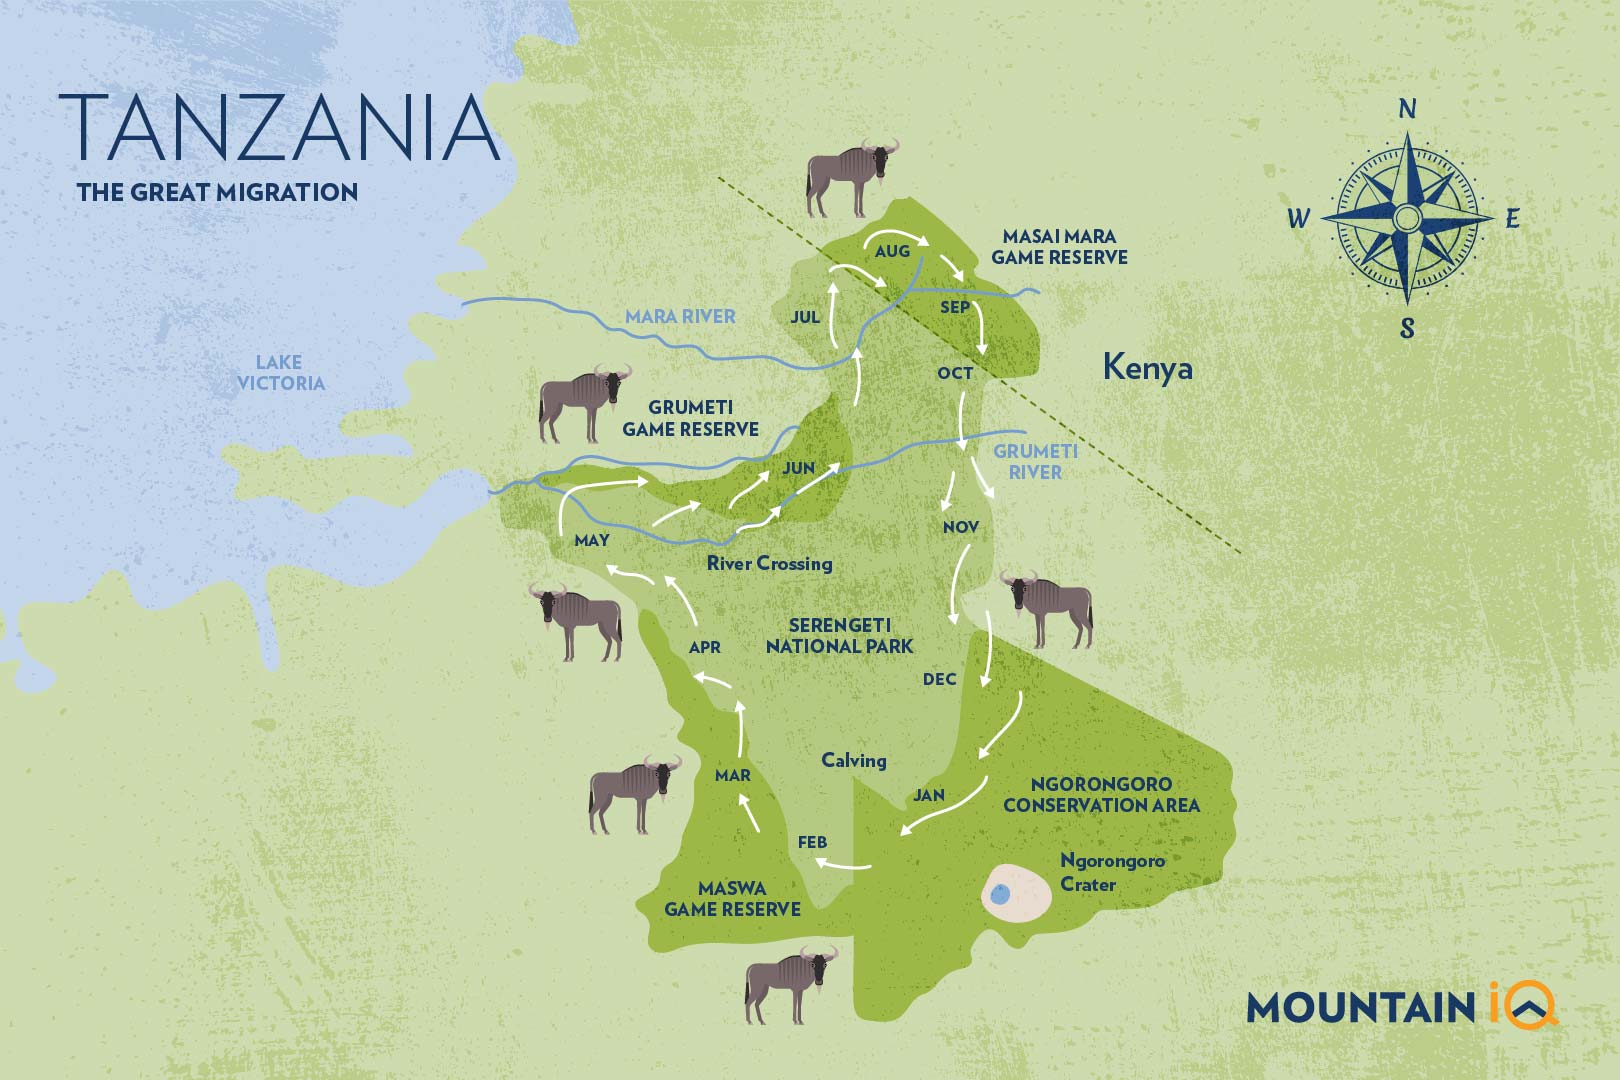 TANZANIA
THE GREAT MIGRATION
N
W
E
S
MASAI MARA
GAME RESERVE
AUG
SEP
JUL
MARA RIVER
LAKE
VICTORIA
OCT
Kenya
GRUMETI
GAME RESERVE
GRUMETI
RIVER
JUN
NOV
MAY
River Crossing
SERENGETI
NATIONAL PARK
APR
DEC
Calving
MAR
JAN
NGORONGORO
CONSERVATION AREA
FEB
Ngorongoro
Crater
MASWA
GAME RESERVE
MOUNTAIN iQ